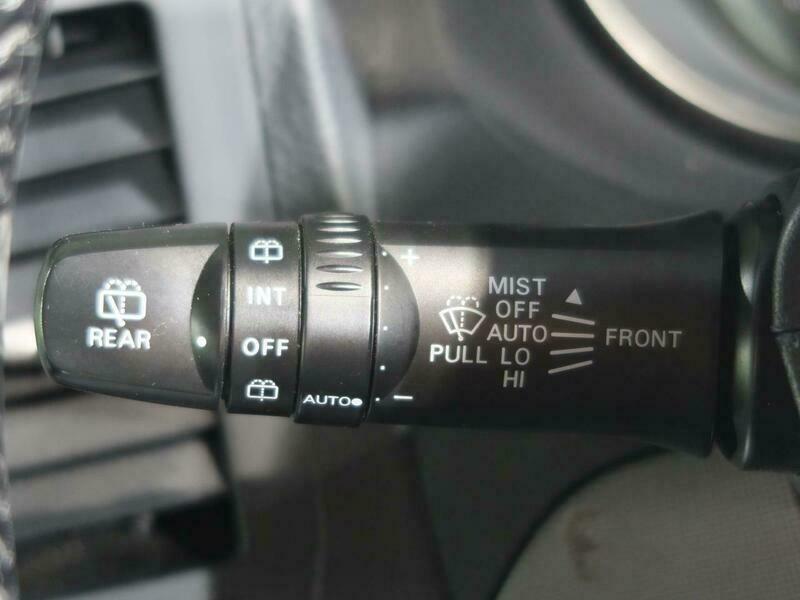 REAR
INT
OFF
AUTO
+
−
MIST
OFF
AUTO
PULL LO
HI
FRONT